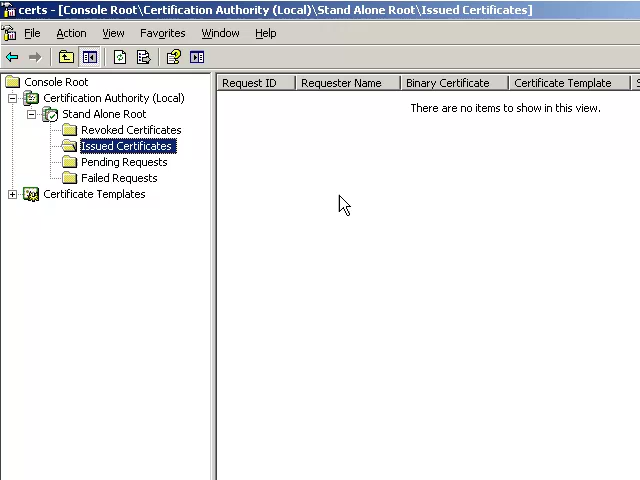 certs - [Console Root\Certification Authority (Local)\Stand Alone Root\Issued Certificates]
File Action View Favorites Window Help
Console Root
Certification Authority (Local)
Stand Alone Root
Revoked Certificates
Issued Certificates
Pending Requests
Failed Requests
Certificate Templates
Request ID Requester Name Binary Certificate Certificate Template S
There are no items to show in this view.